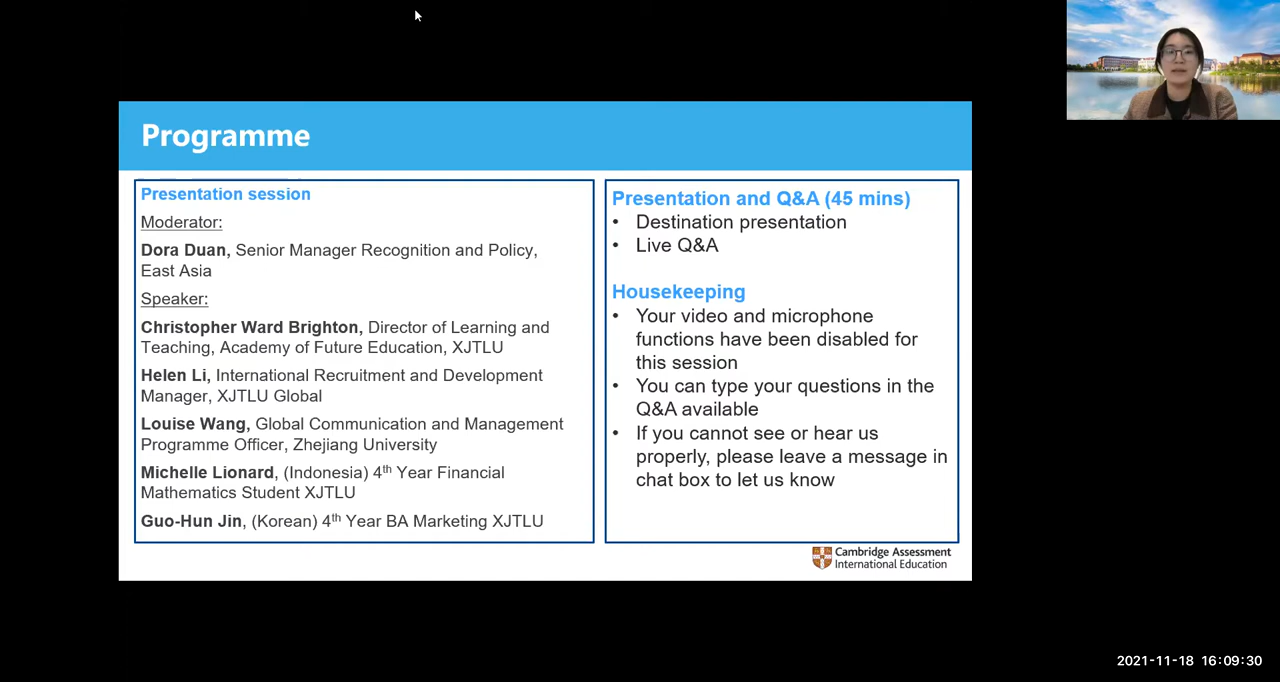 Programme
Presentation session
Moderator:
Dora Duan, Senior Manager Recognition and Policy,
East Asia
Speaker:
Christopher Ward Brighton, Director of Learning and
Teaching, Academy of Future Education, XJTLU
Helen Li, International Recruitment and Development
Manager, XJTLU Global
Louise Wang, Global Communication and Management
Programme Officer, Zhejiang University
Michelle Lionard, (Indonesia) 4th Year Financial
Mathematics Student XJTLU
Guo-Hun Jin, (Korean) 4th Year BA Marketing XJTLU
Presentation and Q&A (45 mins)
• Destination presentation
• Live Q&A
Housekeeping
• Your video and microphone
functions have been disabled for
this session
• You can type your questions in the
Q&A available
• If you cannot see or hear us
properly, please leave a message in
chat box to let us know
Cambridge Assessment
International Education
2021-11-18 16:09:30